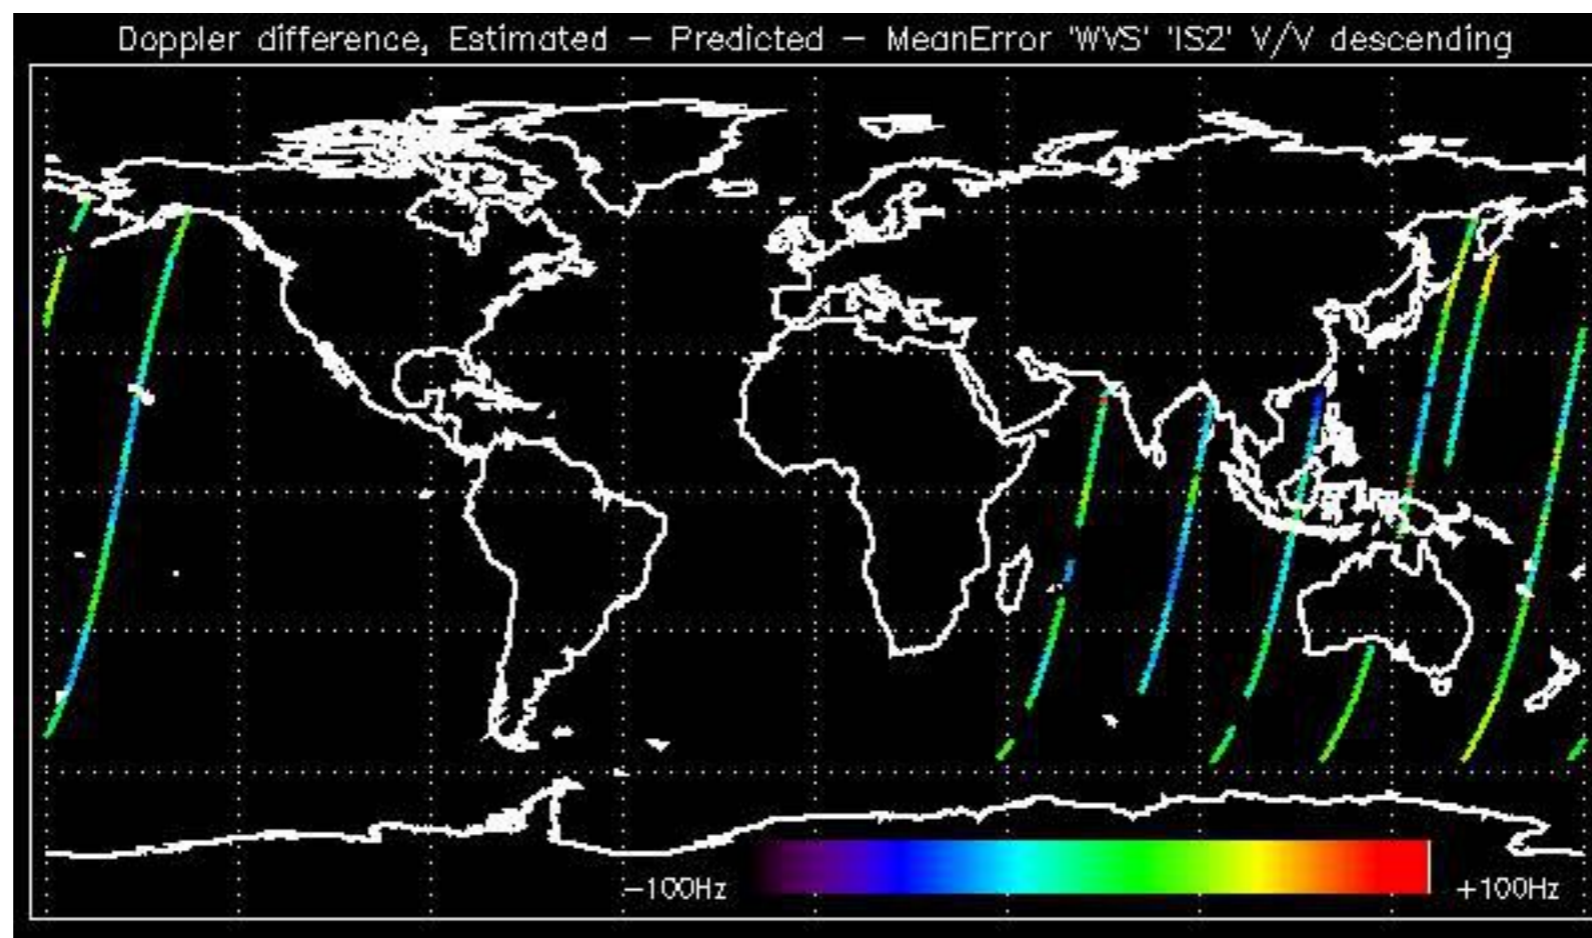 Doppler difference, Estimated – Predicted – MeanError 'WVS' 'IS2' V/V descending
−100Hz
+100Hz